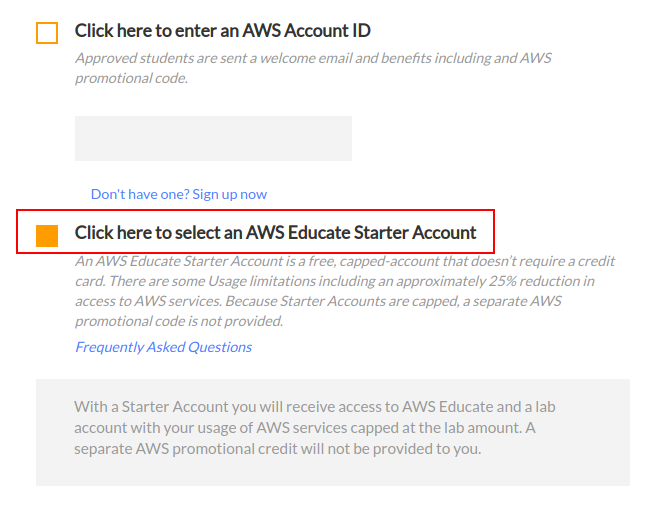 Click here to enter an AWS Account ID
Approved students are sent a welcome email and benefits including and AWS
promotional code.
Don't have one? Sign up now
Click here to select an AWS Educate Starter Account
An AWS Educate Starter Account is a free, capped-account that doesn't require a credit
card. There are some Usage limitations including an approximately 25% reduction in
access to AWS services. Because Starter Accounts are capped, a separate AWS
promotional code is not provided.
Frequently Asked Questions
With a Starter Account you will receive access to AWS Educate and a lab
account with your usage of AWS services capped at the lab amount. A
separate AWS promotional credit will not be provided to you.